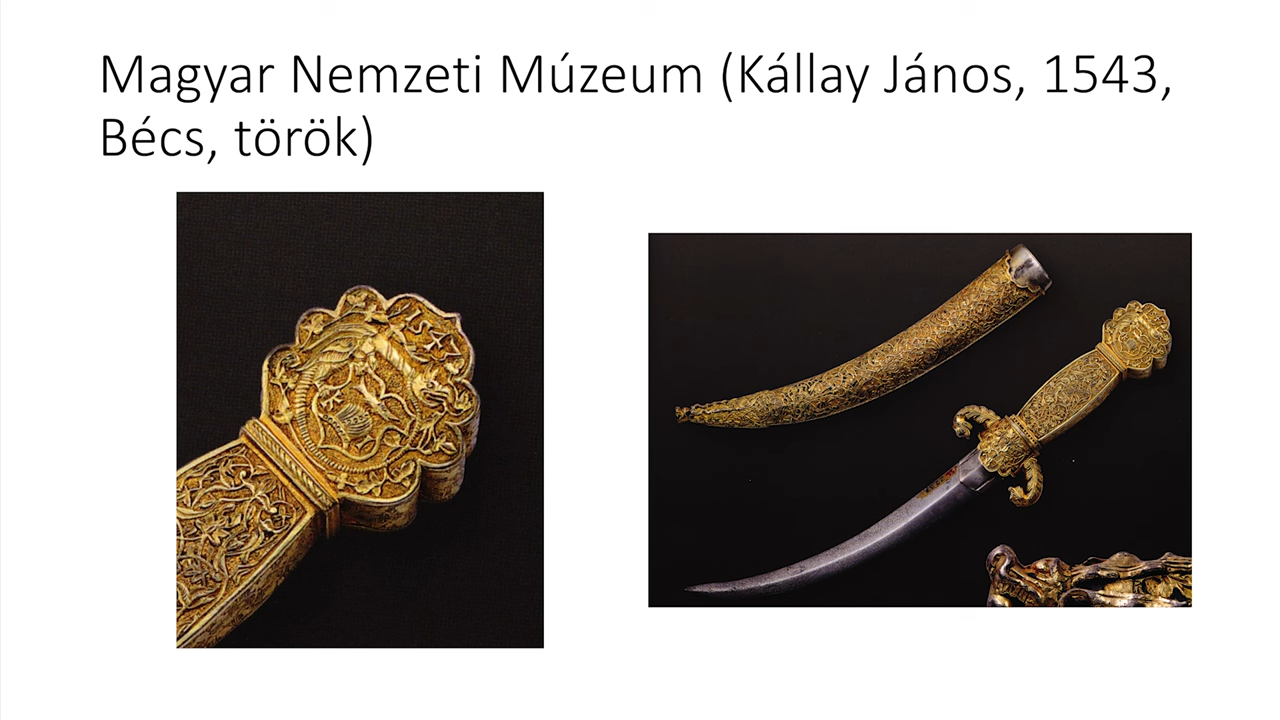 Magyar Nemzeti Múzeum (Kállay János, 1543,
Bécs, török)